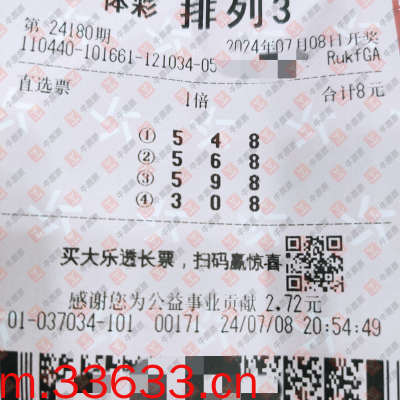 体彩 排列3
第 24180期 2024年07月08日开奖
110440-101661-121034-05 RukfGA
直选票 1倍 合计8元
① 5 4 8
② 5 6 8
③ 5 9 8
④ 3 0 8
买大乐透长票，扫码赢惊喜
感谢您为公益事业贡献 2.72元
01-037034-101 00171 24/07/08 20:54:49
m.33633.cn